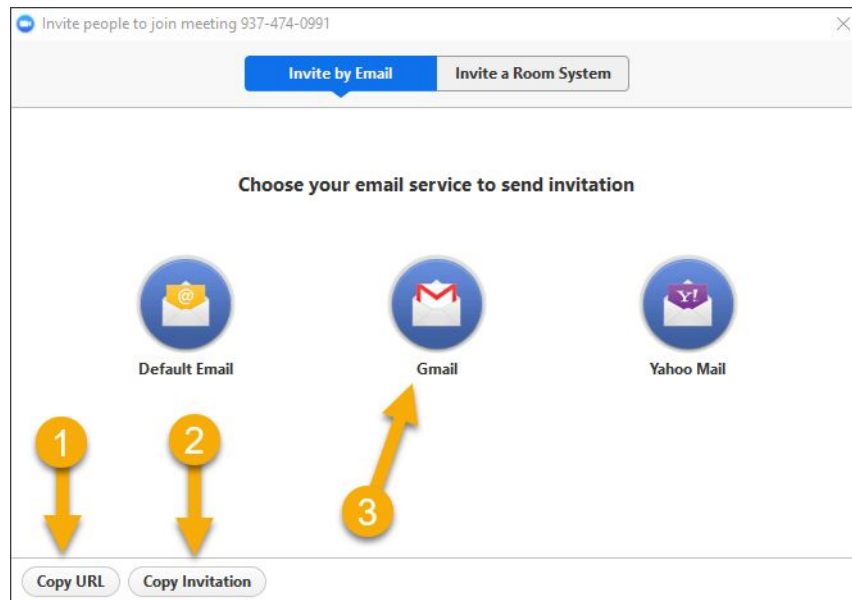 Invite people to join meeting 937-474-0991
Invite by Email Invite a Room System
Choose your email service to send invitation
@ Y!
Default Email Gmail Yahoo Mail
1 2
3
Copy URL Copy Invitation